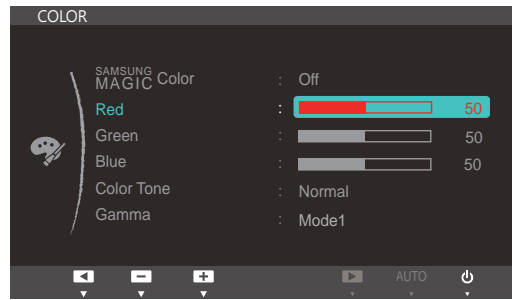 COLOR
SAMSUNG MAGIC Color : Off
Red : 50
Green : 50
Blue : 50
Color Tone : Normal
Gamma : Mode1
AUTO